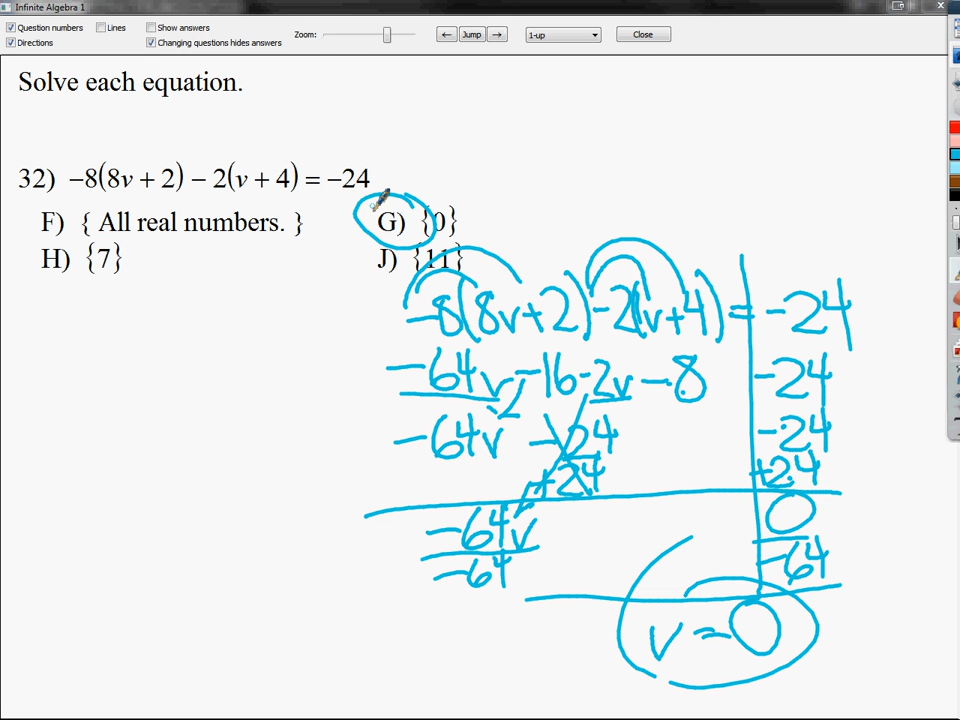 Infinite Algebra 1
Question numbers Lines Show answers
Directions Changing questions hides answers
Zoom: ← Jump → 1-up Close
Solve each equation.
32) −8(8v + 2) − 2(v + 4) = −24
F) { All real numbers. } G) {0}
H) {7} J) {11}
-8(8v+2)-2(v+4) = -24
-64v -16 -2v -8 -24
-2
-64v -24 -24
+24 +24
-64v 0
-64 -64
v = 0